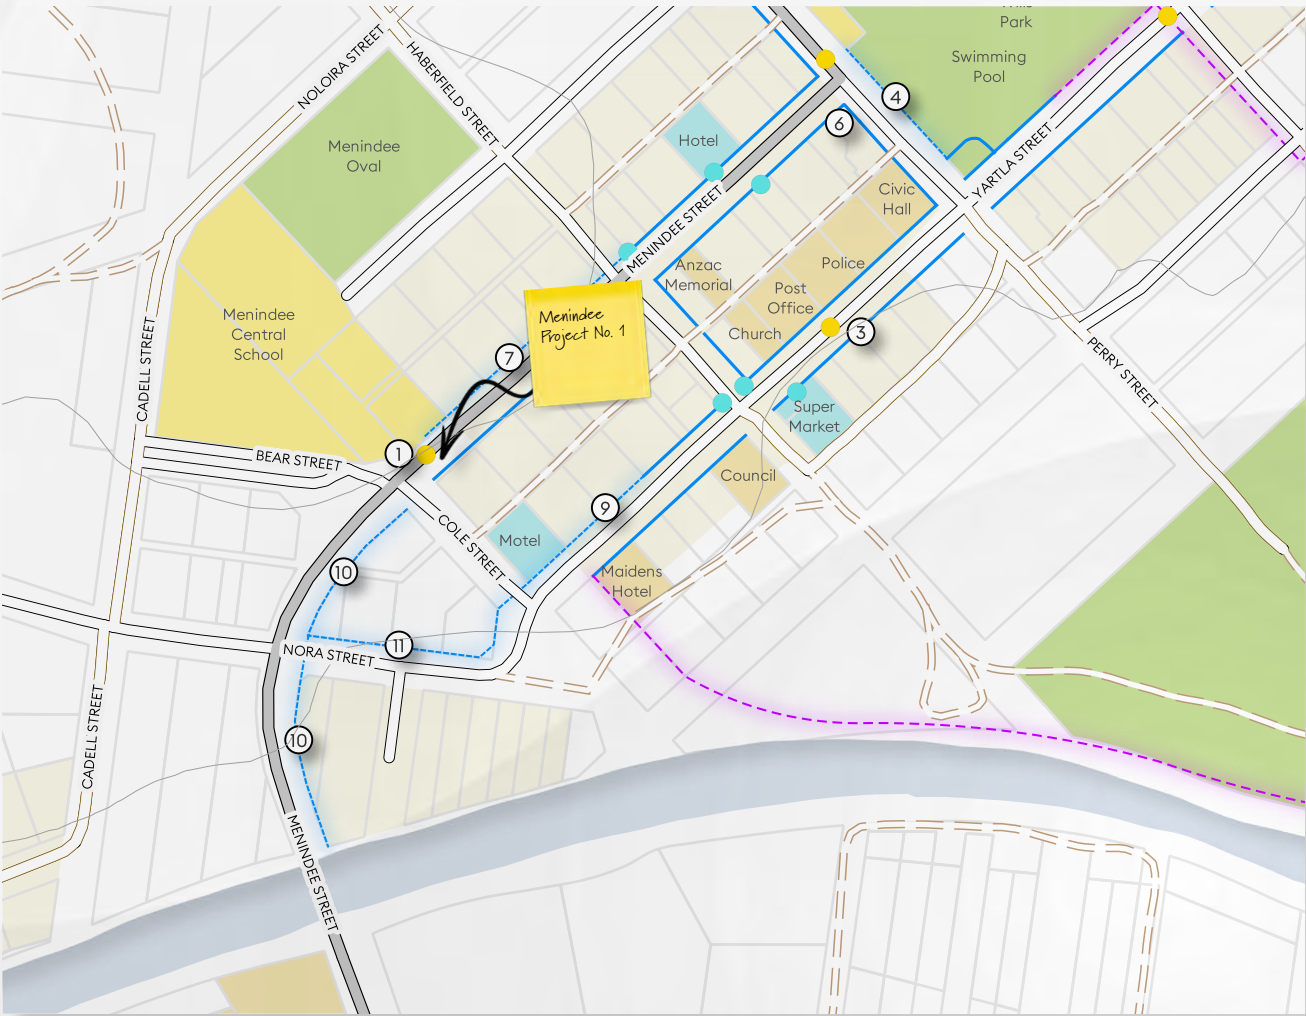 Park
Swimming
Pool
4
6
NOLOIRA STREET
HABERFIELD STREET
Menindee
Oval
Hotel
YARTLA STREET
Civic
Hall
MENINDEE STREET
Anzac
Memorial
Police
Post
Office
Church
3
Menindee
Project No. 1
Menindee
Central
School
CADELL STREET
7
PERRY STREET
Super
Market
1
BEAR STREET
Council
9
COLE STREET
Motel
Maidens
Hotel
10
11
NORA STREET
10
CADELL STREET
MENINDEE STREET